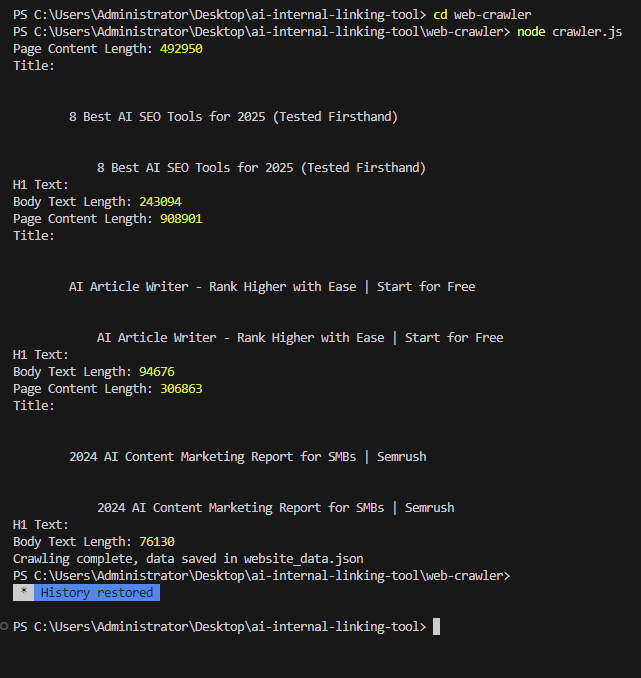 PS C:\Users\Administrator\Desktop\ai-internal-linking-tool> cd web-crawler
PS C:\Users\Administrator\Desktop\ai-internal-linking-tool\web-crawler> node crawler.js
Page Content Length: 492950
Title:
8 Best AI SEO Tools for 2025 (Tested Firsthand)
8 Best AI SEO Tools for 2025 (Tested Firsthand)
H1 Text:
Body Text Length: 243094
Page Content Length: 908901
Title:
AI Article Writer - Rank Higher with Ease | Start for Free
AI Article Writer - Rank Higher with Ease | Start for Free
H1 Text:
Body Text Length: 94676
Page Content Length: 306863
Title:
2024 AI Content Marketing Report for SMBs | Semrush
2024 AI Content Marketing Report for SMBs | Semrush
H1 Text:
Body Text Length: 76130
Crawling complete, data saved in website_data.json
PS C:\Users\Administrator\Desktop\ai-internal-linking-tool\web-crawler>
* History restored
PS C:\Users\Administrator\Desktop\ai-internal-linking-tool>